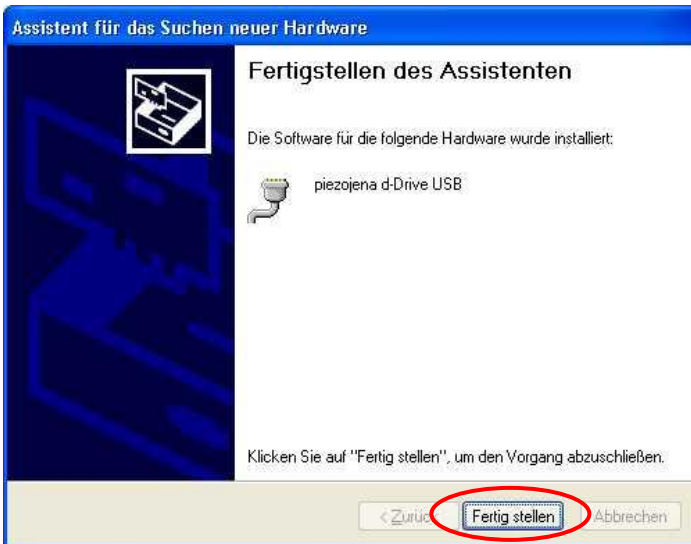 Assistent für das Suchen neuer Hardware
Fertigstellen des Assistenten
Die Software für die folgende Hardware wurde installiert:
piezojena d-Drive USB
Klicken Sie auf "Fertig stellen", um den Vorgang abzuschließen.
< Zurück Fertig stellen Abbrechen